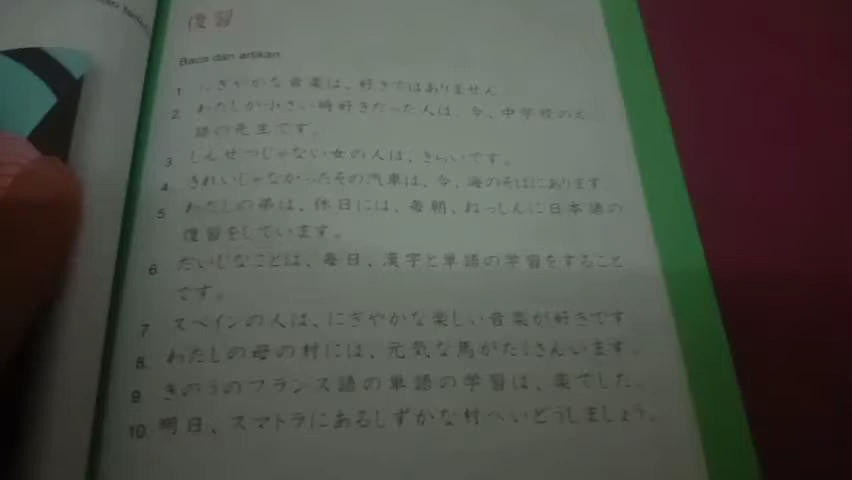 復習
Baca dan artikan
1 にぎやかな音楽は、好きではありません
2 わたしが小さい時好きだった人は、今、中学校の
語の先生です。
3 しんせつじゃない女の人は、きらいです。
4 きれいじゃなかったその汽車は、今、海のそばにあります
5 わたしの弟は、休日には、毎朝、ねっしんに日本語の
復習をしています。
6 だいじなことは、毎日、漢字と単語の学習をすること
です。
7 スペインの人は、にぎやかな楽しい音楽が好きです
8. わたしの母の村には、元気な馬がたくさんいます。
9 きのうのフランス語の単語の学習は、楽でした。
10. 明日、スマトラにあるしずかな村へいどうしましょう。